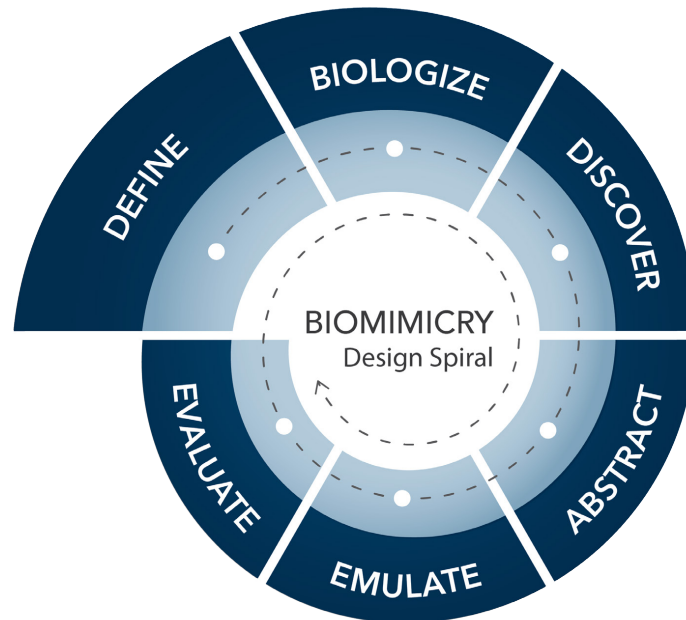 DEFINE
BIOLOGIZE
DISCOVER
ABSTRACT
EMULATE
EVALUATE
BIOMIMICRY
Design Spiral